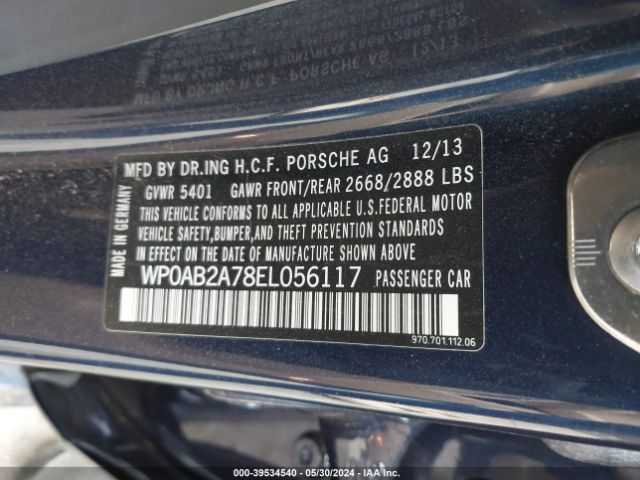 MFD BY DR.ING H.C.F. PORSCHE AG 12/13
GVWR 5401 GAWR FRONT/REAR 2668/2888 LBS
THIS VEHICLE CONFORMS TO ALL APPLICABLE U.S.FEDERAL MOTOR
VEHICLE SAFETY,BUMPER,AND THEFT PREVENTION STANDARDS
IN EFFECT ON THE DATE OF MANUFACTURE SHOWN ABOVE.
WP0AB2A78EL056117 PASSENGER CAR
MADE IN GERMANY
970.701.112.06
000-39534540 - 05/30/2024 - IAAI.COM